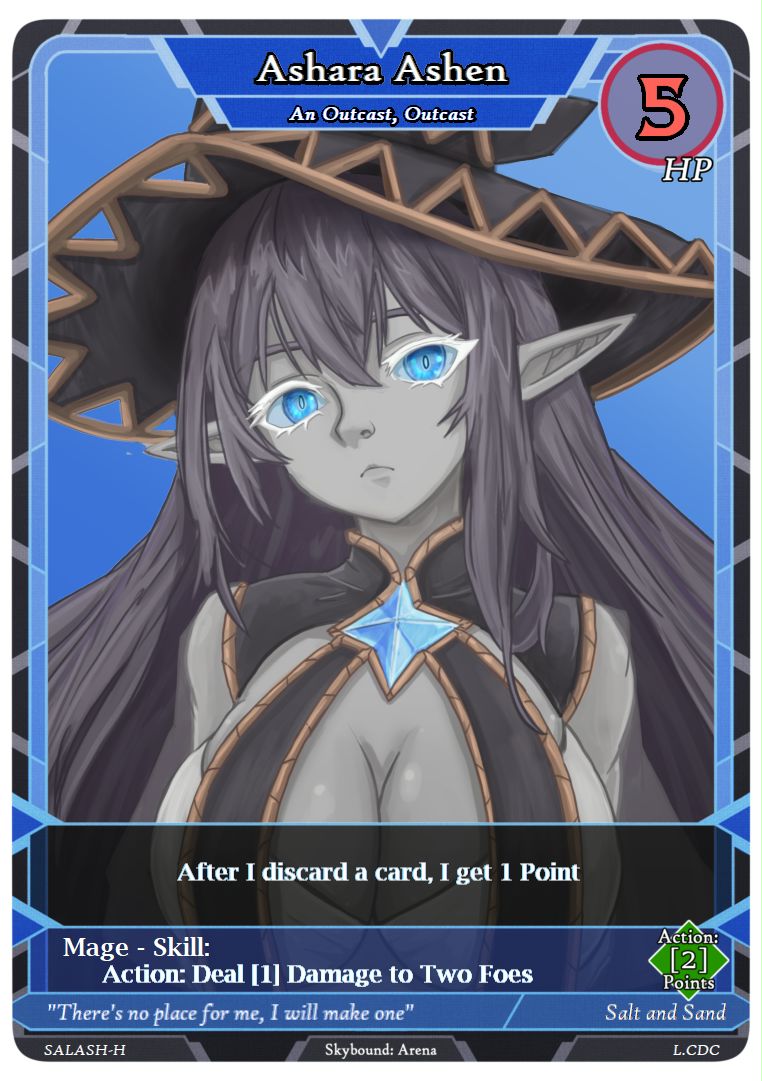 Ashara Ashen
An Outcast, Outcast
5
HP
After I discard a card, I get 1 Point
Mage - Skill:
Action: Deal [1] Damage to Two Foes
Action:
[2]
Points
"There's no place for me, I will make one"
Salt and Sand
SALASH-H
Skybound: Arena
L.CDC